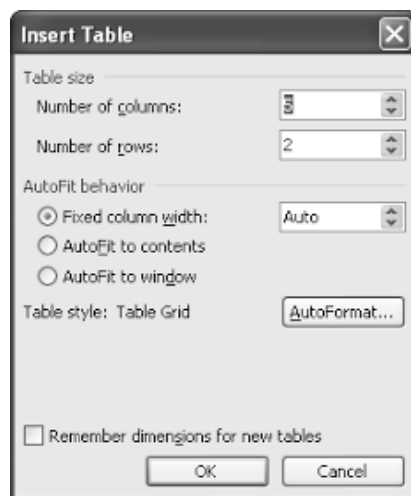 Insert Table
Table size
Number of columns:
Number of rows: 2
AutoFit behavior
Fixed column width: Auto
AutoFit to contents
AutoFit to window
Table style: Table Grid AutoFormat...
Remember dimensions for new tables
OK Cancel